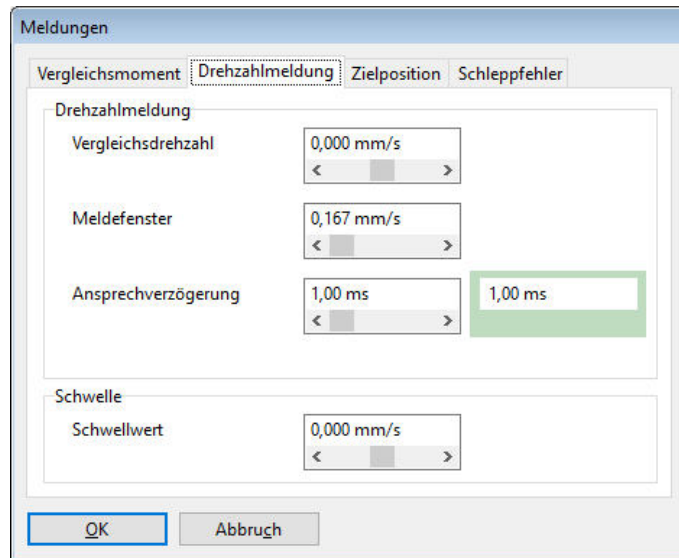 Meldungen
Vergleichsmoment Drehzahlmeldung Zielposition Schleppfehler
Drehzahlmeldung
Vergleichsdrehzahl 0,000 mm/s
Meldefenster 0,167 mm/s
Ansprechverzögerung 1,00 ms 1,00 ms
Schwelle
Schwellwert 0,000 mm/s
OK Abbruch